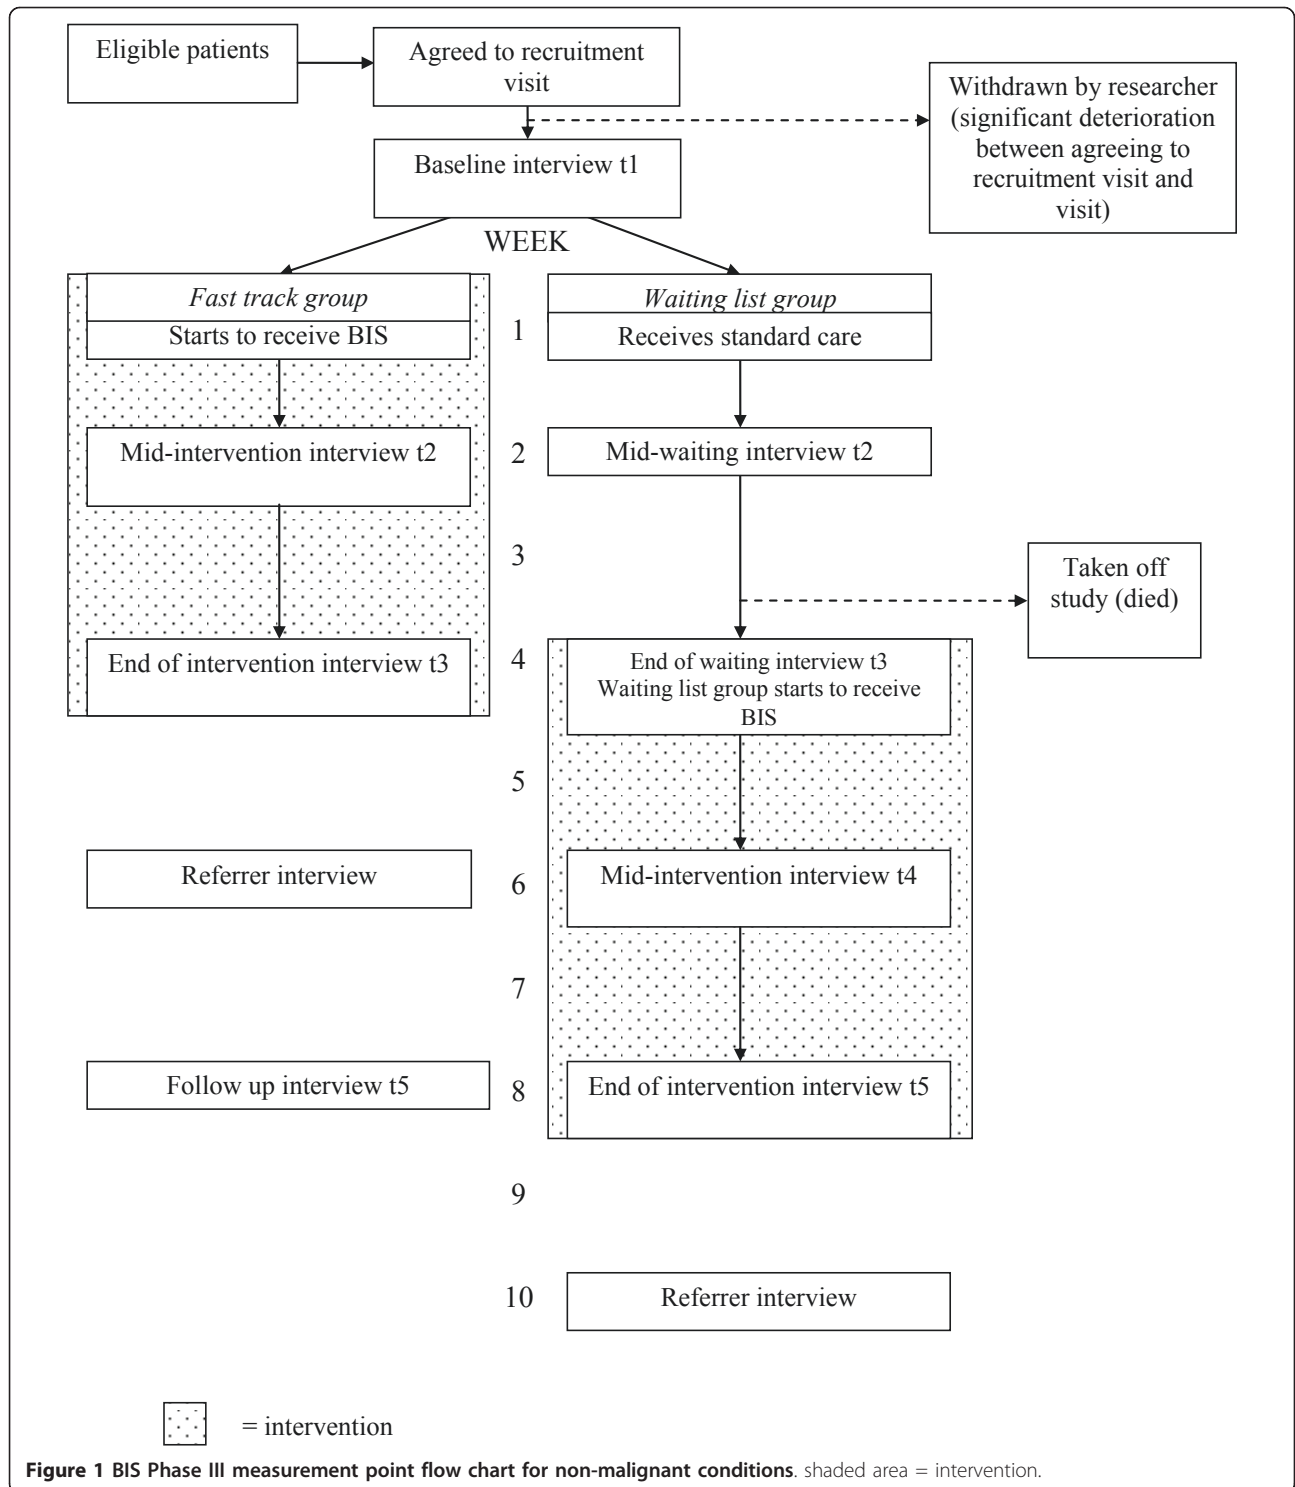 Eligible patients
Agreed to recruitment
visit
Withdrawn by researcher
(significant deterioration
between agreeing to
recruitment visit and
visit)
Baseline interview t1
WEEK
Fast track group
Starts to receive BIS
Waiting list group
Receives standard care
1
Mid-intervention interview t2
2
Mid-waiting interview t2
3
Taken off
study (died)
End of intervention interview t3
4
End of waiting interview t3
Waiting list group starts to receive
BIS
5
Referrer interview
6
Mid-intervention interview t4
7
Follow up interview t5
8
End of intervention interview t5
9
10
Referrer interview
= intervention
Figure 1 BIS Phase III measurement point flow chart for non-malignant conditions. shaded area = intervention.